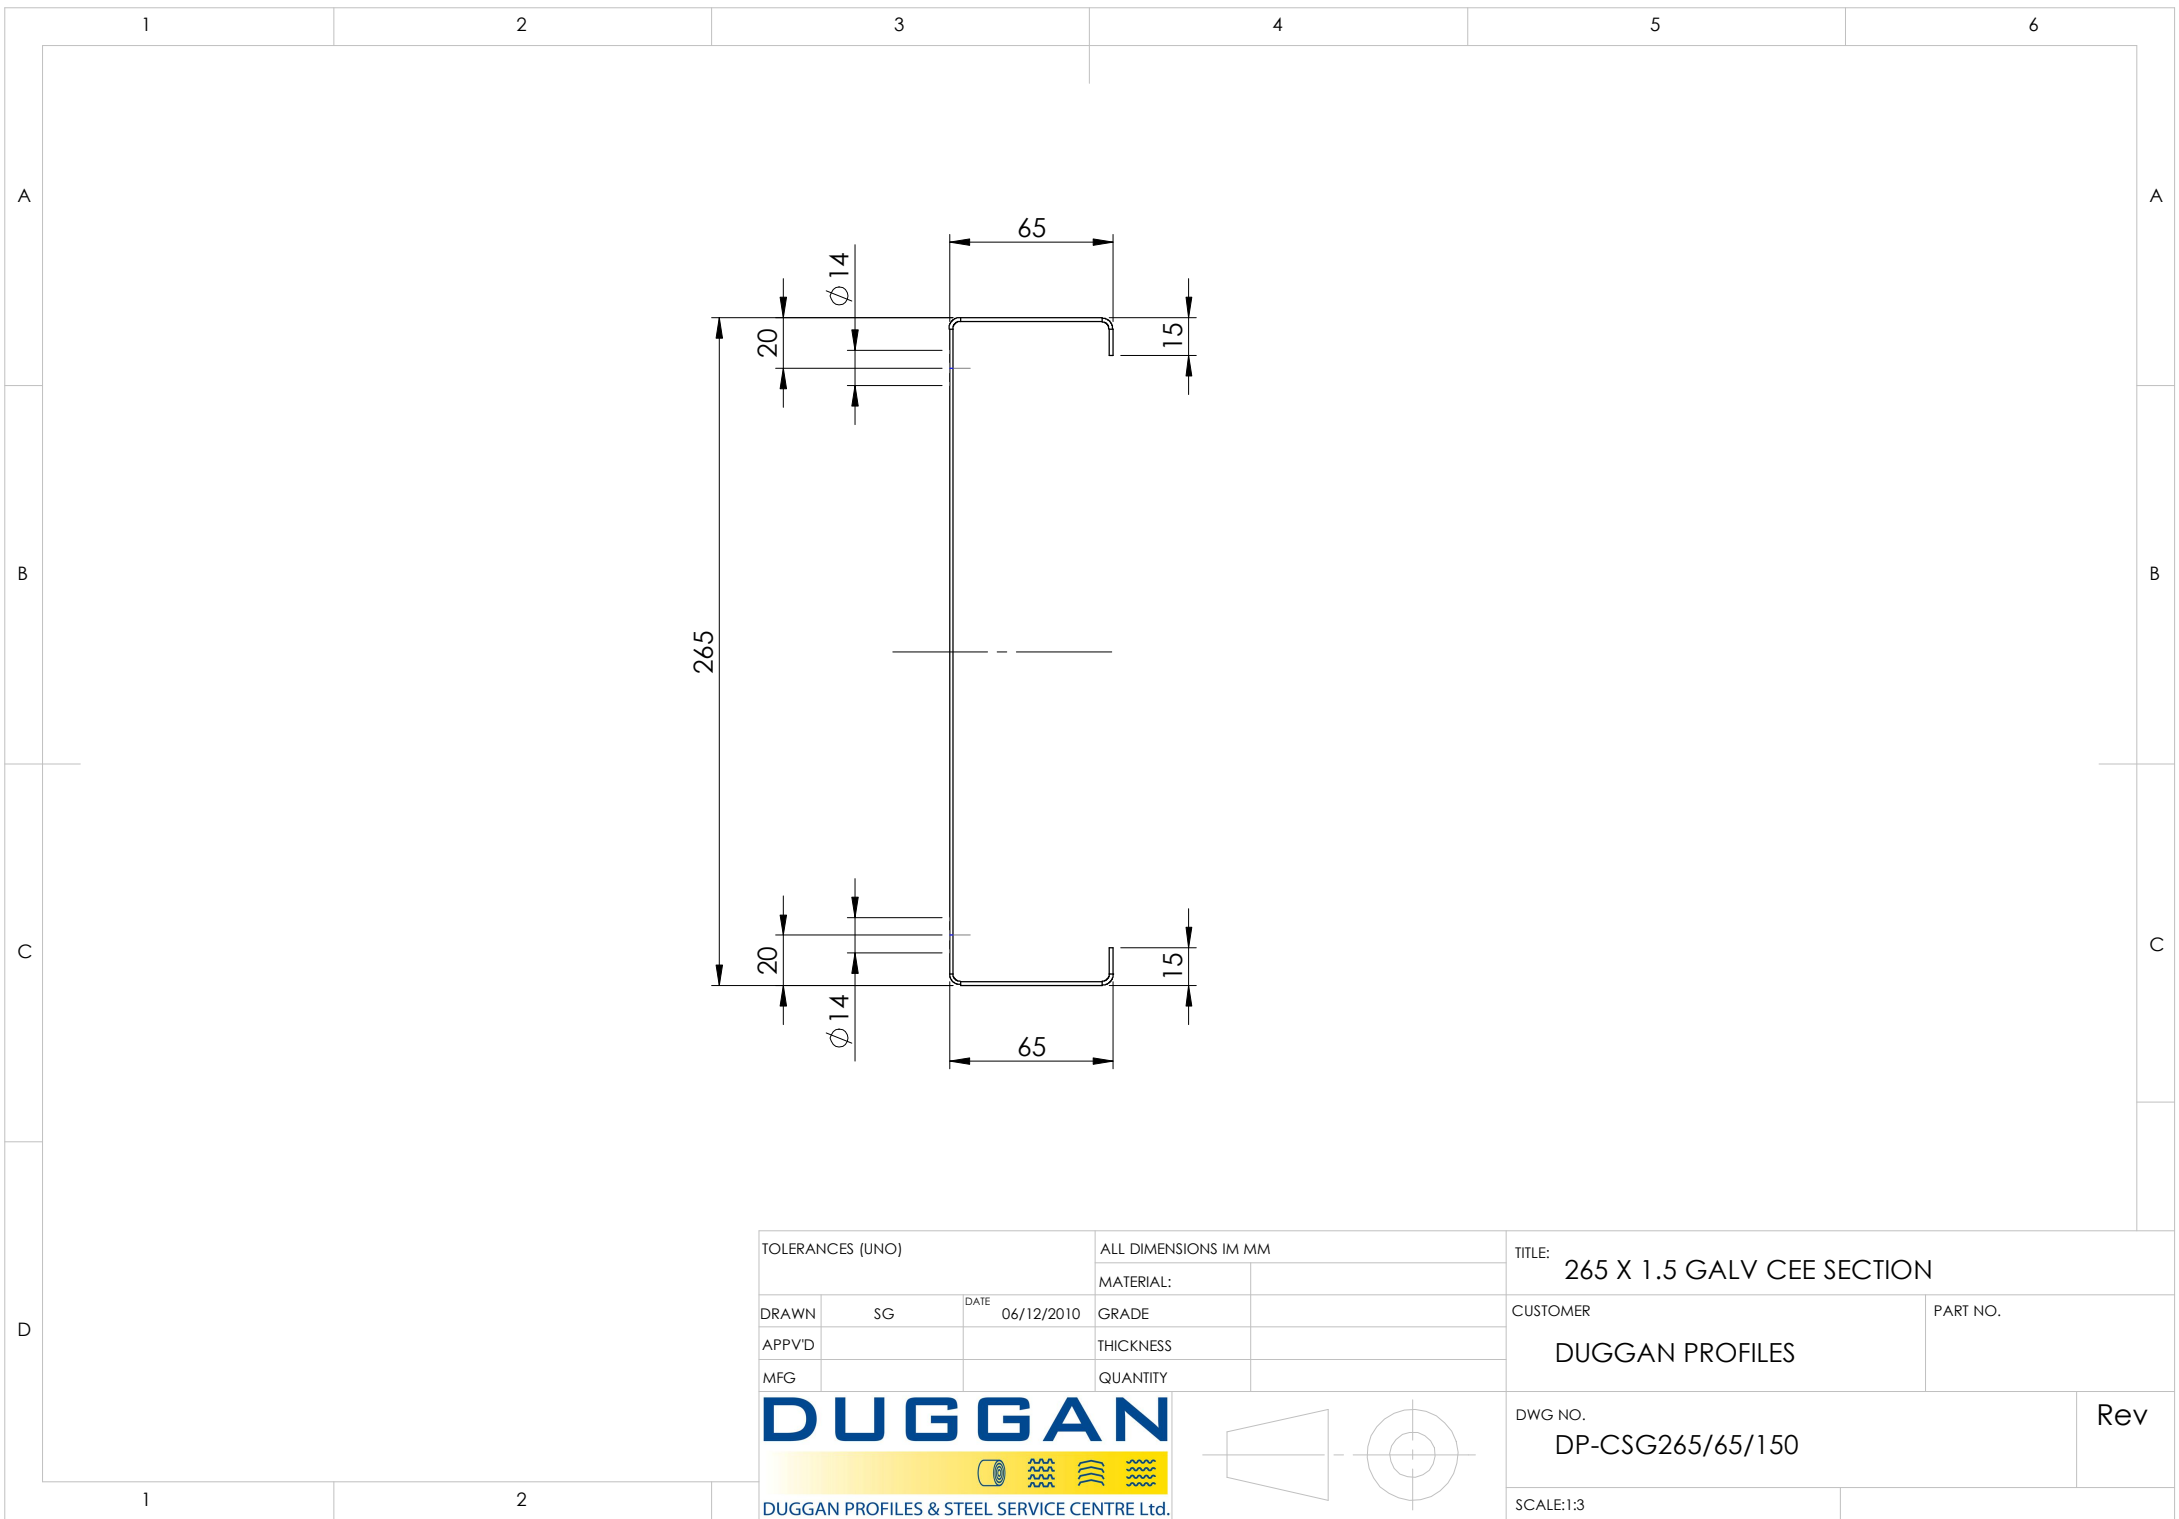 1 2 3 4 5 6
A A
65
⌀14
20
15
B B
265
C C
20
15
⌀14
65
TOLERANCES (UNO)
ALL DIMENSIONS IM MM
TITLE: 265 X 1.5 GALV CEE SECTION
MATERIAL:
DRAWN SG DATE 06/12/2010 GRADE
CUSTOMER
PART NO.
D
APPV'D THICKNESS
DUGGAN PROFILES
MFG QUANTITY
DUGGAN
DWG NO.
DP-CSG265/65/150
Rev
1 2
DUGGAN PROFILES & STEEL SERVICE CENTRE Ltd.
SCALE:1:3